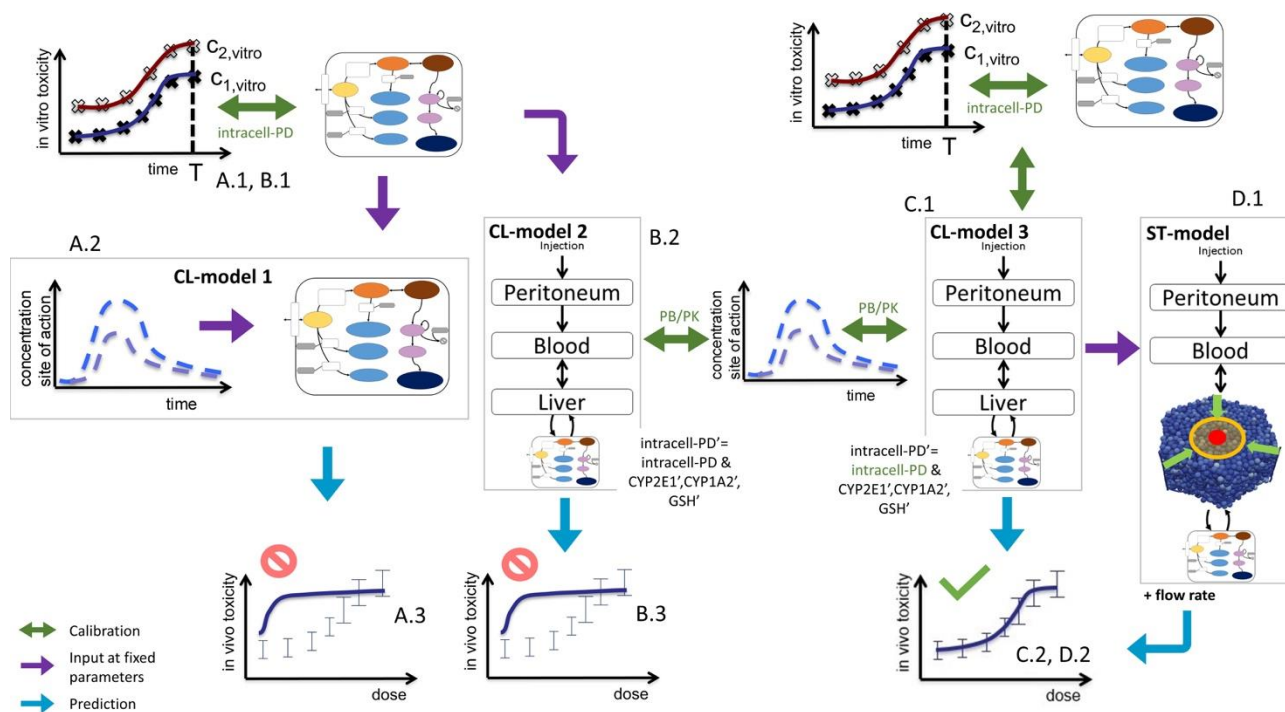 in vitro toxicity
C2,vitro
C1,vitro
intracell-PD
time
T
A.1, B.1
in vitro toxicity
C2,vitro
C1,vitro
intracell-PD
time
T
A.2
CL-model 1
concentration
site of action
time
CL-model 2
Injection
Peritoneum
Blood
Liver
B.2
intracell-PD'=
intracell-PD &
CYP2E1',CYP1A2',
GSH'
PB/PK
concentration
site of action
time
PB/PK
C.1
CL-model 3
Injection
Peritoneum
Blood
Liver
intracell-PD'=
intracell-PD &
CYP2E1',CYP1A2',
GSH'
D.1
ST-model
Injection
Peritoneum
Blood
+ flow rate
in vivo toxicity
A.3
dose
in vivo toxicity
B.3
dose
in vivo toxicity
C.2, D.2
dose
Calibration
Input at fixed
parameters
Prediction